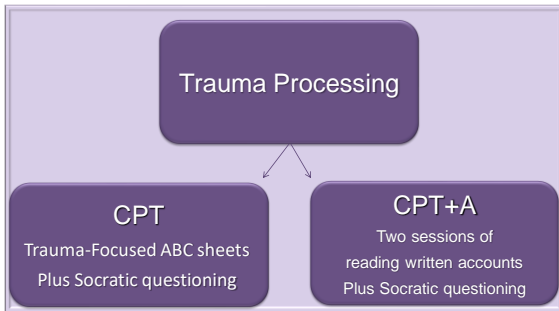 Trauma Processing
CPT
Trauma-Focused ABC sheets
Plus Socratic questioning
CPT+A
Two sessions of
reading written accounts
Plus Socratic questioning